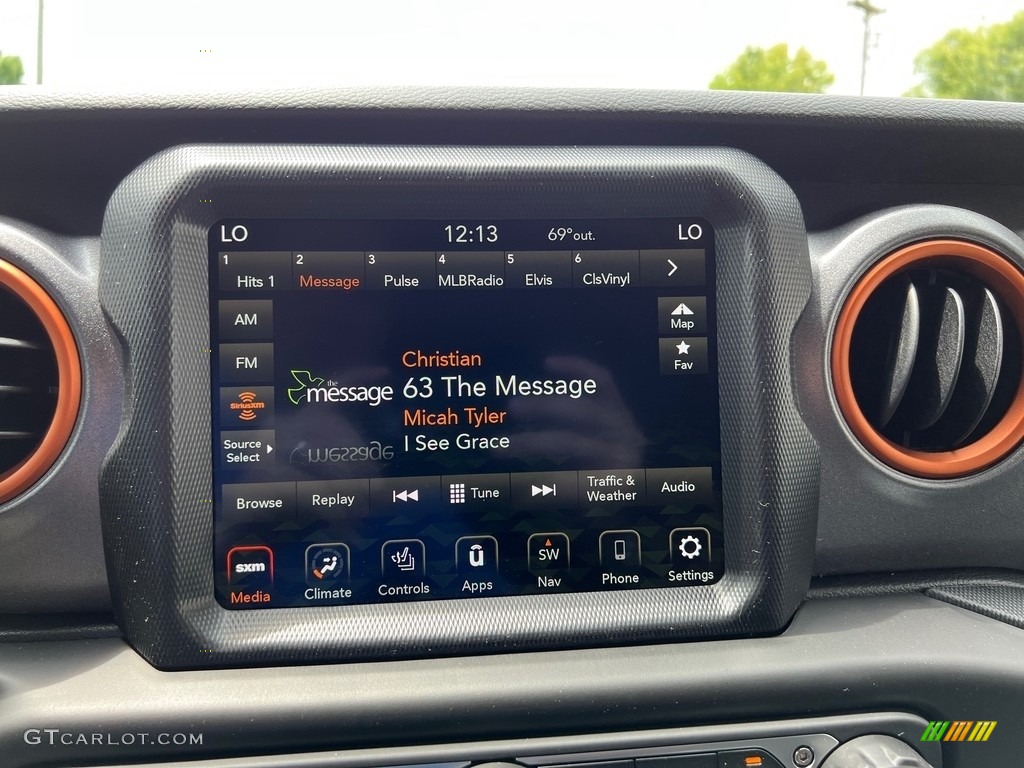 LO 12:13 69°out. LO
1 Hits 1 2 Message 3 Pulse 4 MLBRadio 5 Elvis 6 ClsVinyl
AM
Map
FM
Fav
SiriusXM
Source Select
the message
Christian
63 The Message
Micah Tyler
I See Grace
message
Browse Replay Tune Traffic & Weather Audio
sxm SW
Media Climate Controls Apps Nav Phone Settings
GTCARLOT.COM